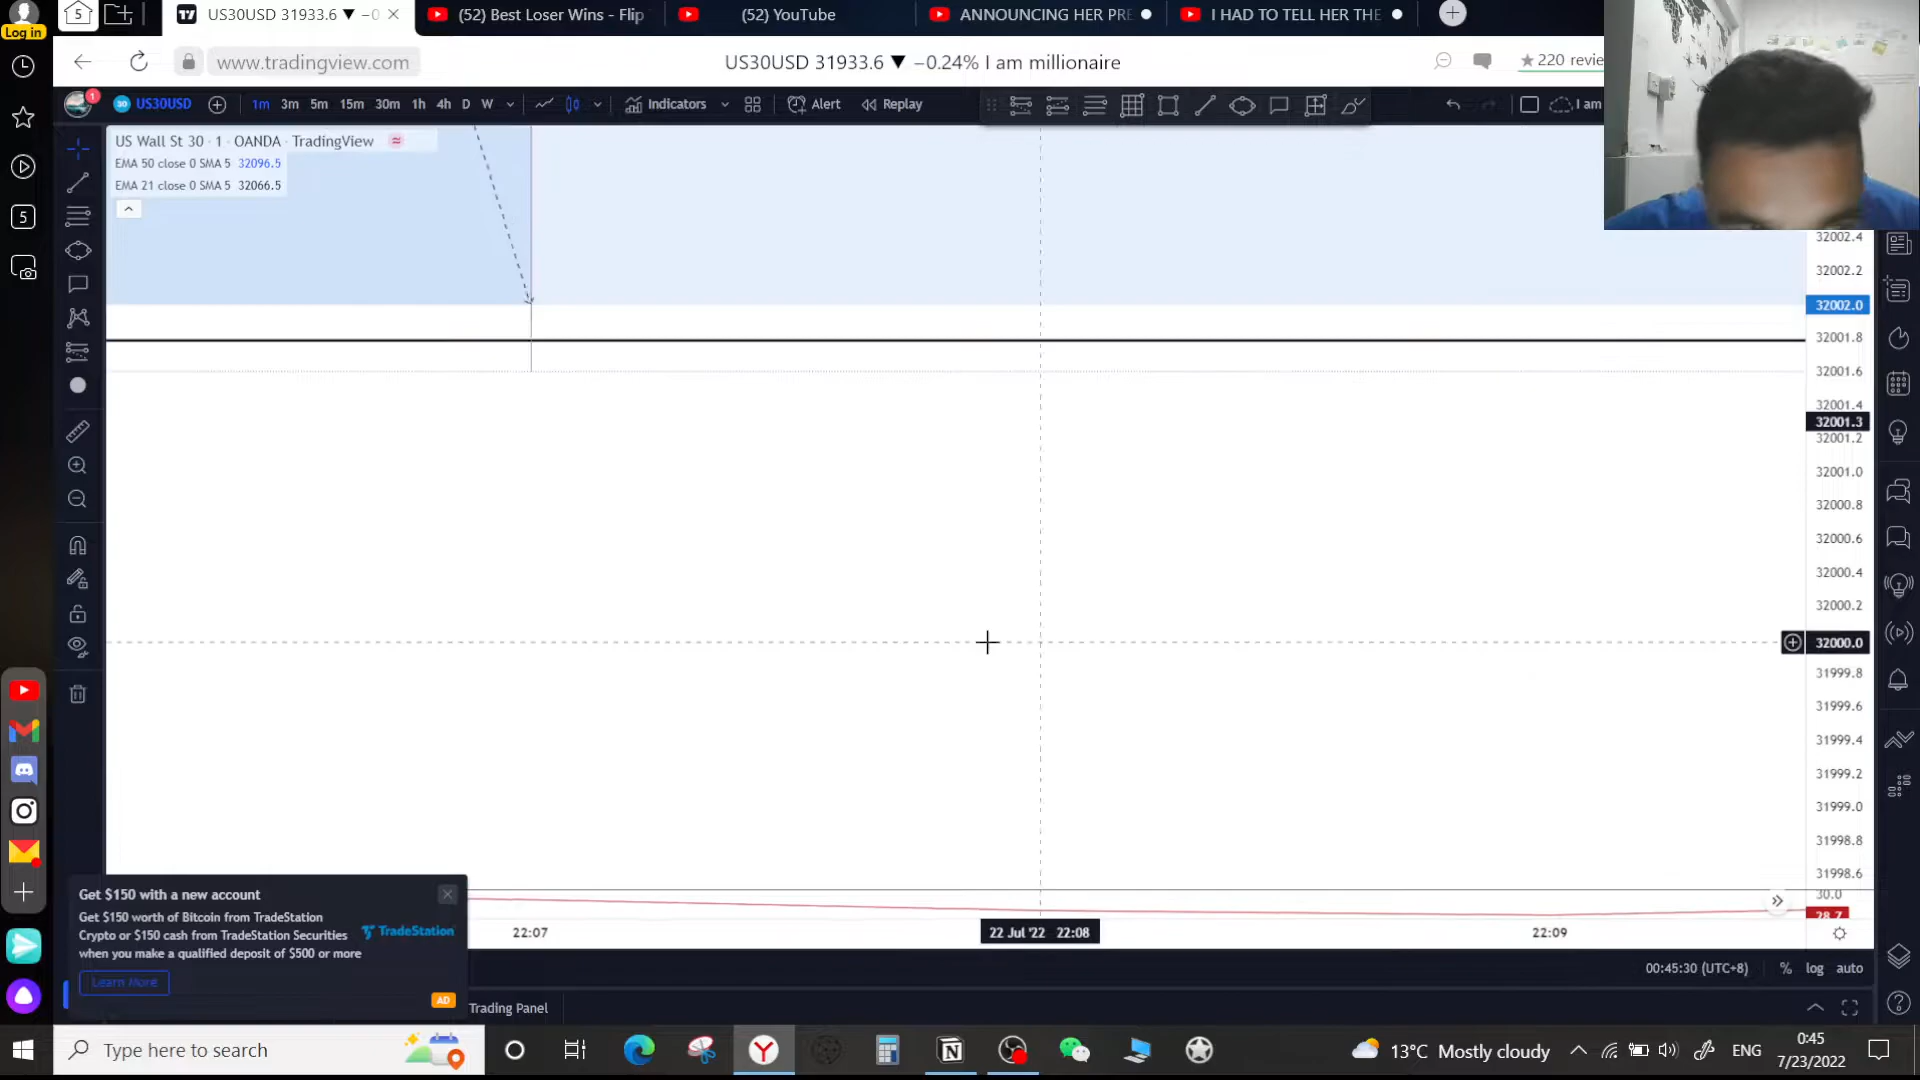 Log in
5
US30USD 31933.6 ▼ −0
(52) Best Loser Wins - Flip
(52) YouTube
ANNOUNCING HER PRE
I HAD TO TELL HER THE
www.tradingview.com
US30USD 31933.6 ▼ −0.24% I am millionaire
★220 revie
1
30
US30USD
1m 3m 5m 15m 30m 1h 4h D W
Indicators
Alert
Replay
I am
US Wall St 30 · 1 · OANDA · TradingView
EMA 50 close 0 SMA 5 32096.5
EMA 21 close 0 SMA 5 32066.5
5
32002.4
32002.2
32002.0
32001.8
32001.6
32001.4
32001.3
32001.2
32001.0
32000.8
32000.6
32000.4
32000.2
32000.0
31999.8
31999.6
31999.4
31999.2
31999.0
31998.8
31998.6
30.0
28.7
Get $150 with a new account
Get $150 worth of Bitcoin from TradeStation
Crypto or $150 cash from TradeStation Securities
when you make a qualified deposit of $500 or more
TradeStation
Learn More
AD
22:07
22 Jul '22 22:08
22:09
00:45:30 (UTC+8)
% log auto
Trading Panel
Type here to search
13°C Mostly cloudy
ENG
0:45
7/23/2022